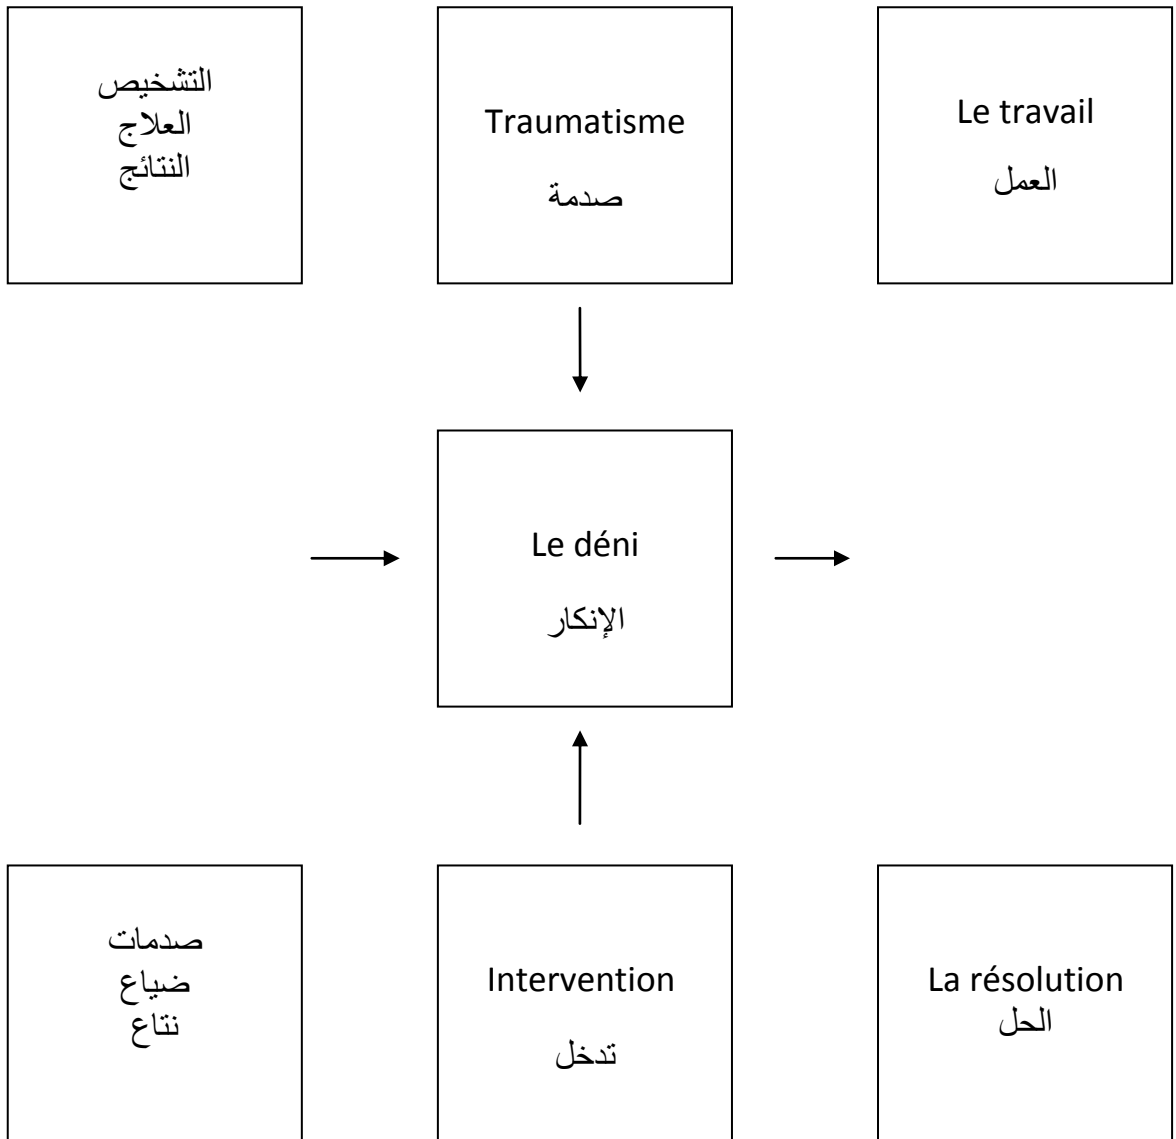 التشخيص
العلاج
النتائج
Traumatisme
صدمة
Le travail
العمل
Le déni
الإنكار
صدمات
ضياع
نتاع
Intervention
تدخل
La résolution
الحل